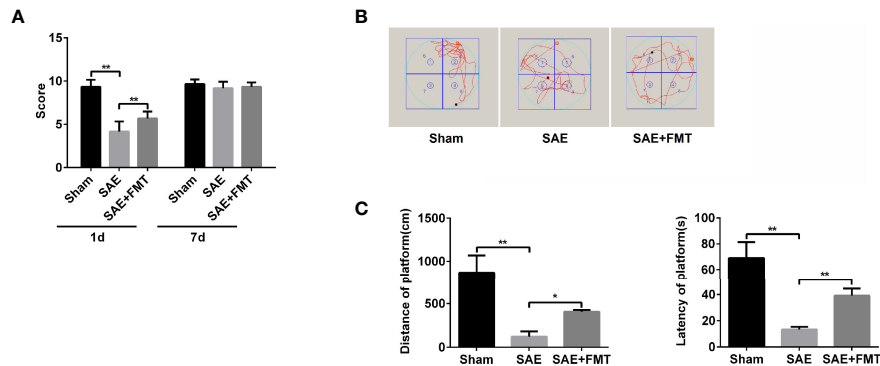 A
Score
15
10
5
0
**
**
Sham
SAE
SAE+FMT
Sham
SAE
SAE+FMT
1d
7d
B
Sham
SAE
SAE+FMT
C
Distance of platform(cm)
1500
1000
500
0
**
*
Sham
SAE
SAE+FMT
Latency of platform(s)
100
80
60
40
20
0
**
**
Sham
SAE
SAE+FMT